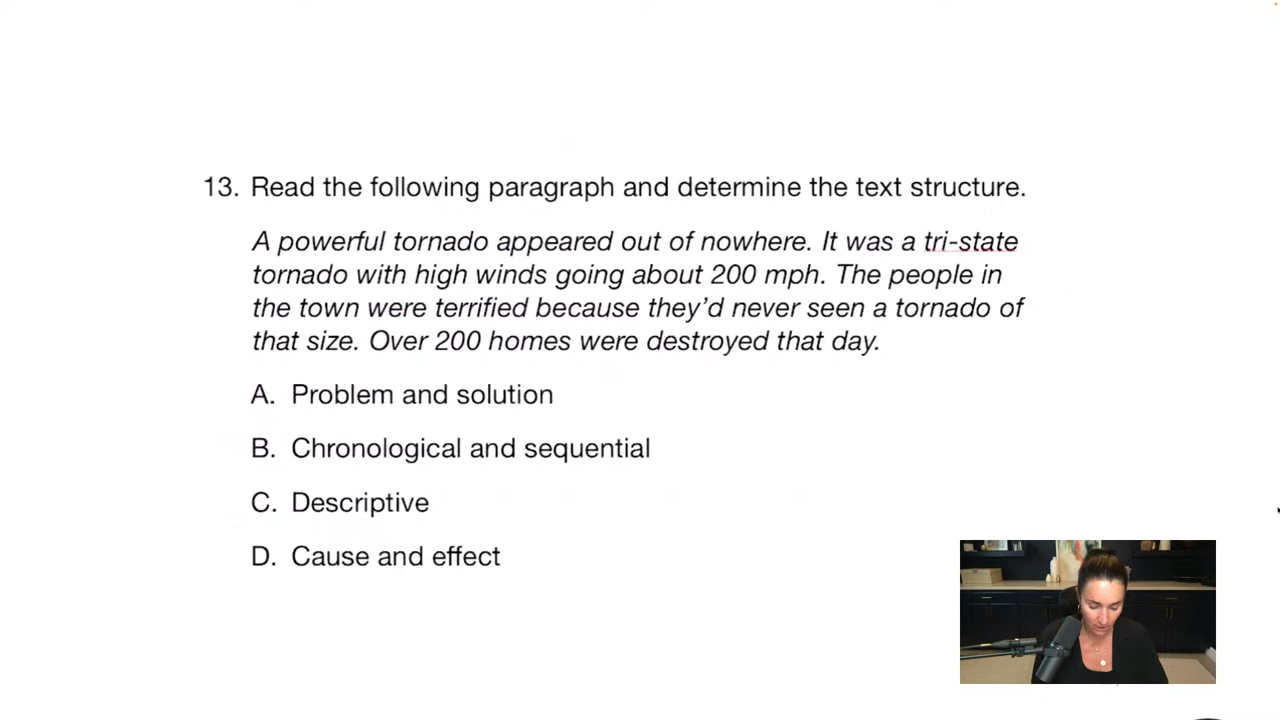 13. Read the following paragraph and determine the text structure.
A powerful tornado appeared out of nowhere. It was a tri-state
tornado with high winds going about 200 mph. The people in
the town were terrified because they’d never seen a tornado of
that size. Over 200 homes were destroyed that day.
A. Problem and solution
B. Chronological and sequential
C. Descriptive
D. Cause and effect